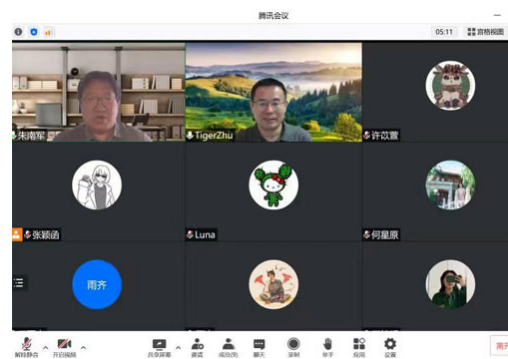 腾讯会议
05:11 宫格视图
朱南军
TigerZhu
许苡萱
张颖函
Luna
何星原
雨齐
解除静音
开启视频
共享屏幕
邀请
成员(9)
聊天
录制
举手
应用
设置
离开